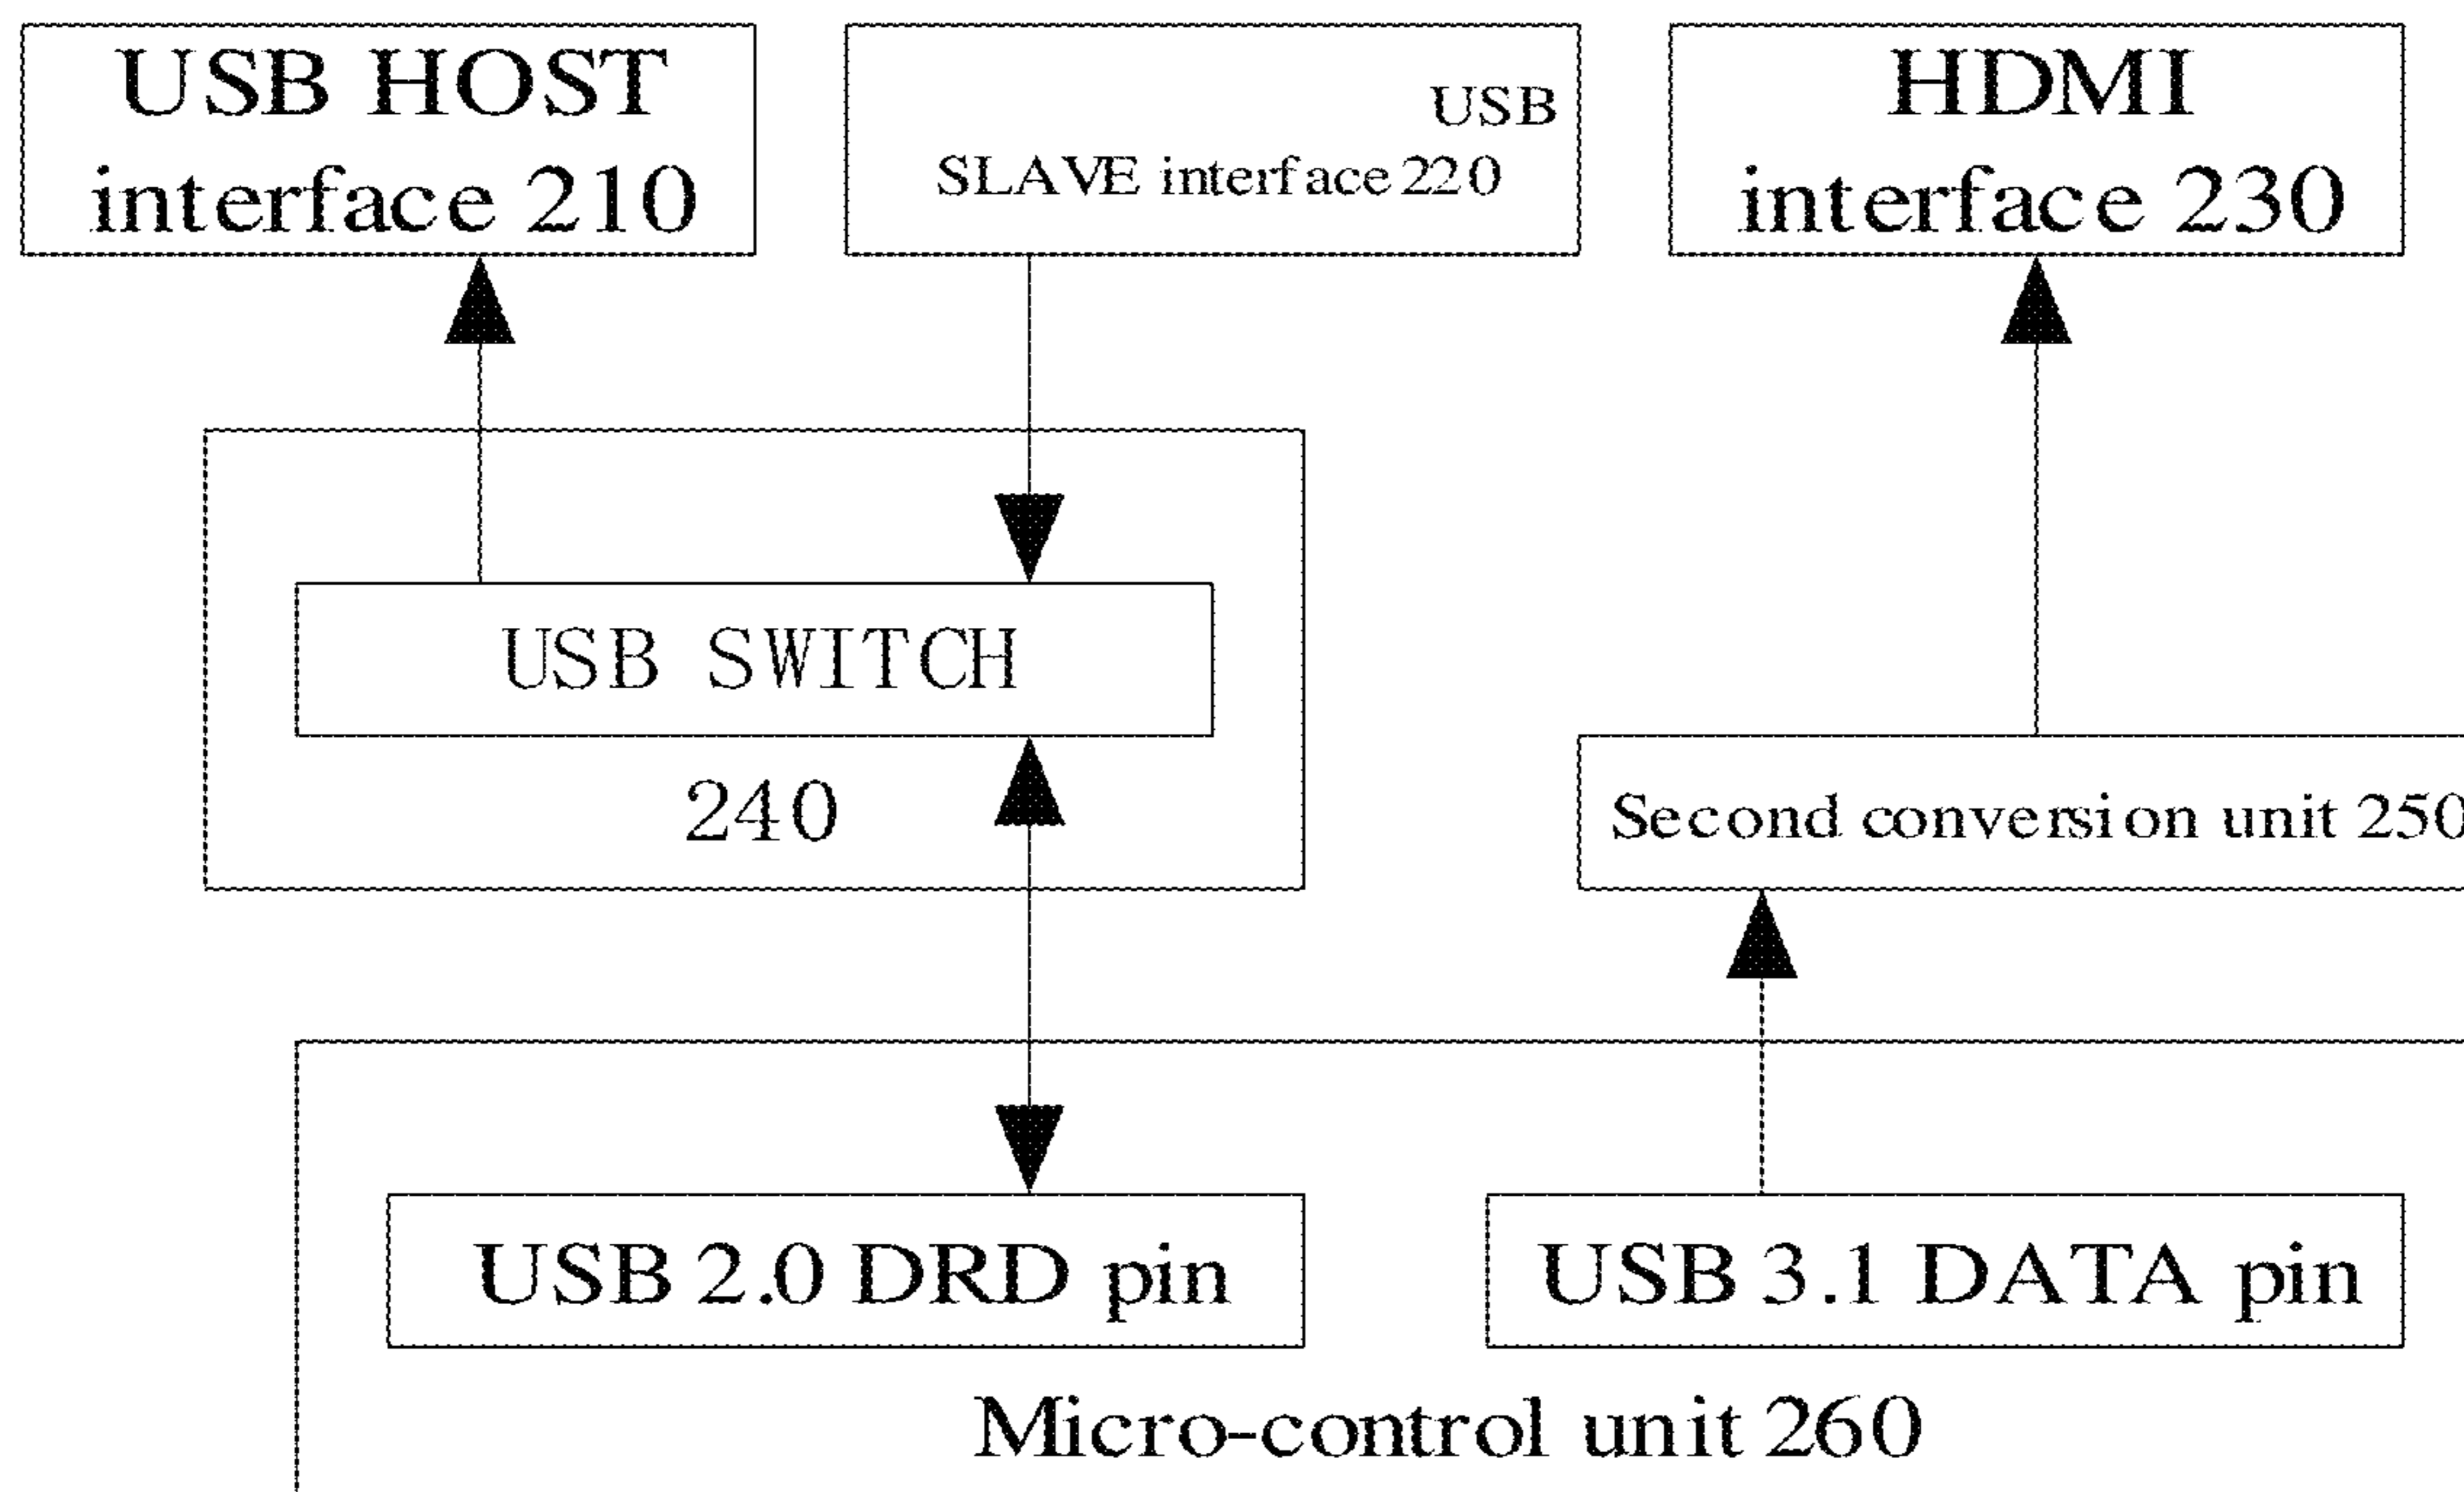 USB HOST
interface 210
USB
SLAVE interface 220
HDMI
interface 230
USB SWITCH
240
Second conversion unit 250
USB 2.0 DRD pin
USB 3.1 DATA pin
Micro-control unit 260